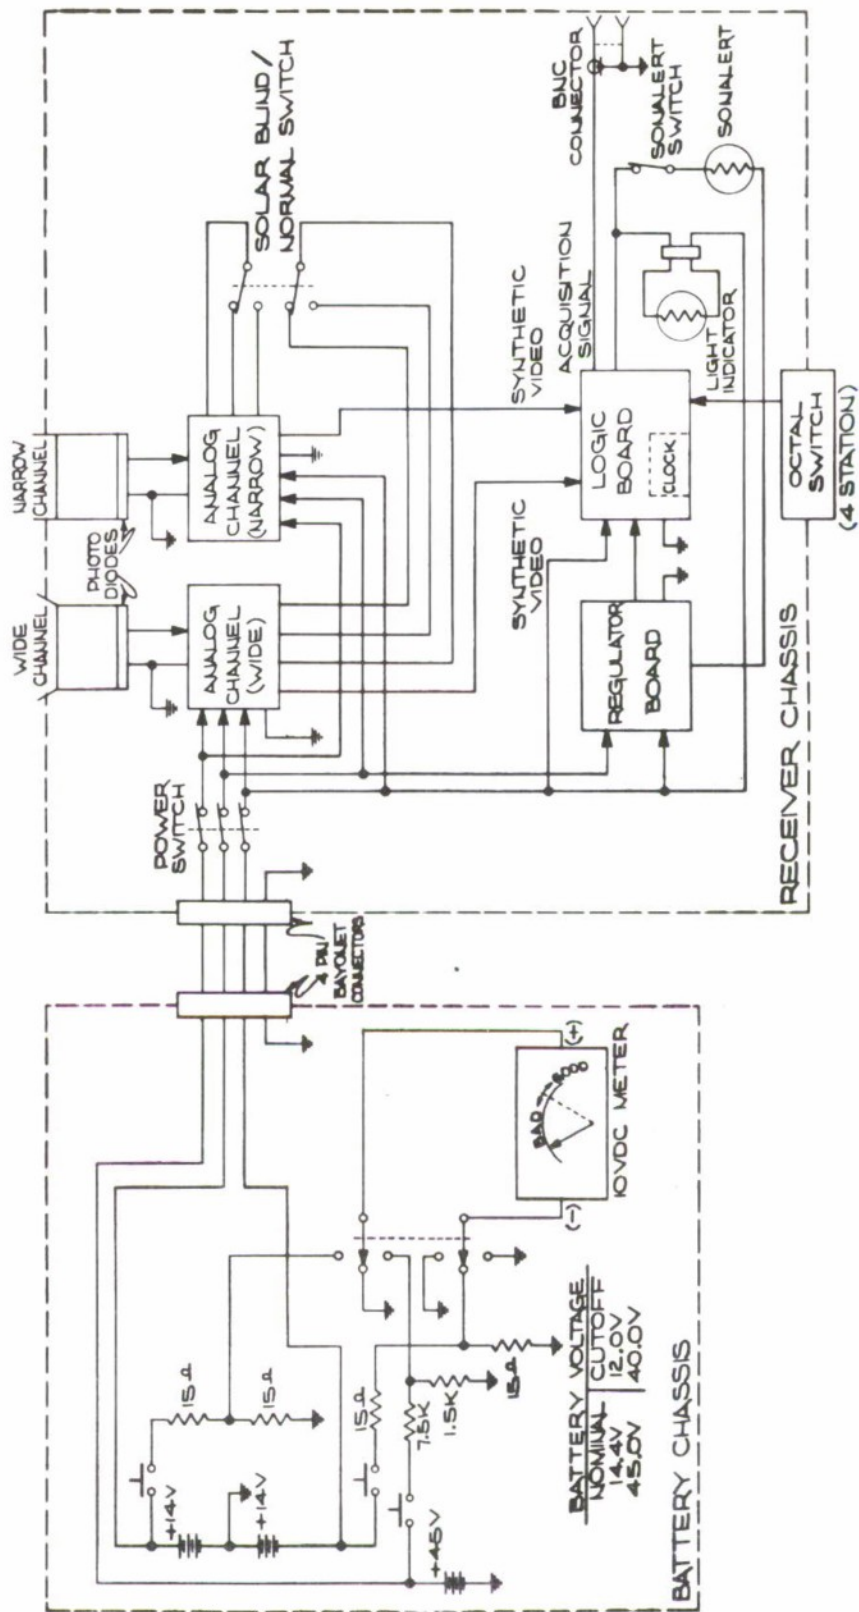 WIDE
CHANNEL
NARROW
CHANNEL
PHOTO
DIODES
ANALOG
CHANNEL
(WIDE)
ANALOG
CHANNEL
(NARROW)
SOLAR BLIND/
NORMAL SWITCH
POWER
SWITCH
4 PIN
BAYONET
CONNECTORS
SYNTHETIC
VIDEO
SYNTHETIC
VIDEO
ACQUISITION
SIGNAL
BNC
CONNECTOR
SONALERT
SWITCH
SONALERT
LIGHT
INDICATOR
LOGIC
BOARD
CLOCK
REGULATOR
BOARD
OCTAL
SWITCH
(4 STATION)
RECEIVER CHASSIS
+14V
+14V
+45V
15Ω
15Ω
15Ω
7.5K
1.5K
15Ω
BAD
GOOD
(-)
(+)
10VDC METER
BATTERY VOLTAGE
NOMINAL CUTOFF
14.4V 12.0V
45.0V 40.0V
BATTERY CHASSIS